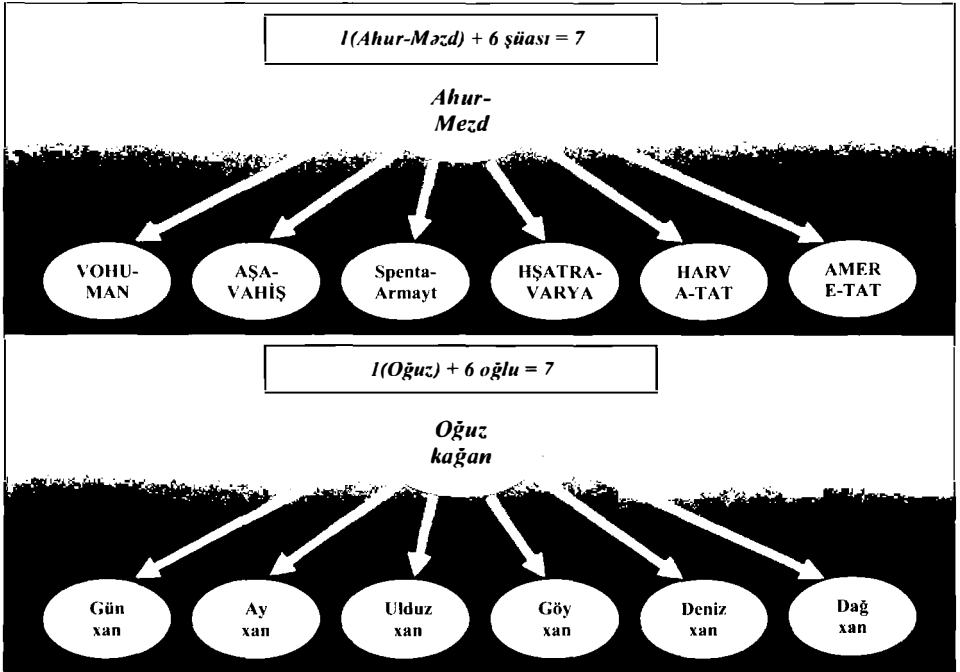 1(Ahur-Məzd) + 6 şüası = 7
Ahur-
Mezd
VOHU-
MAN
AŞA-
VAHİŞ
Spenta-
Armayt
HŞATRA-
VARYA
HARV
A-TAT
AMER
E-TAT
1(Oğuz) + 6 oğlu = 7
Oğuz
kağan
Gün
xan
Ay
xan
Ulduz
xan
Göy
xan
Deniz
xan
Dağ
xan